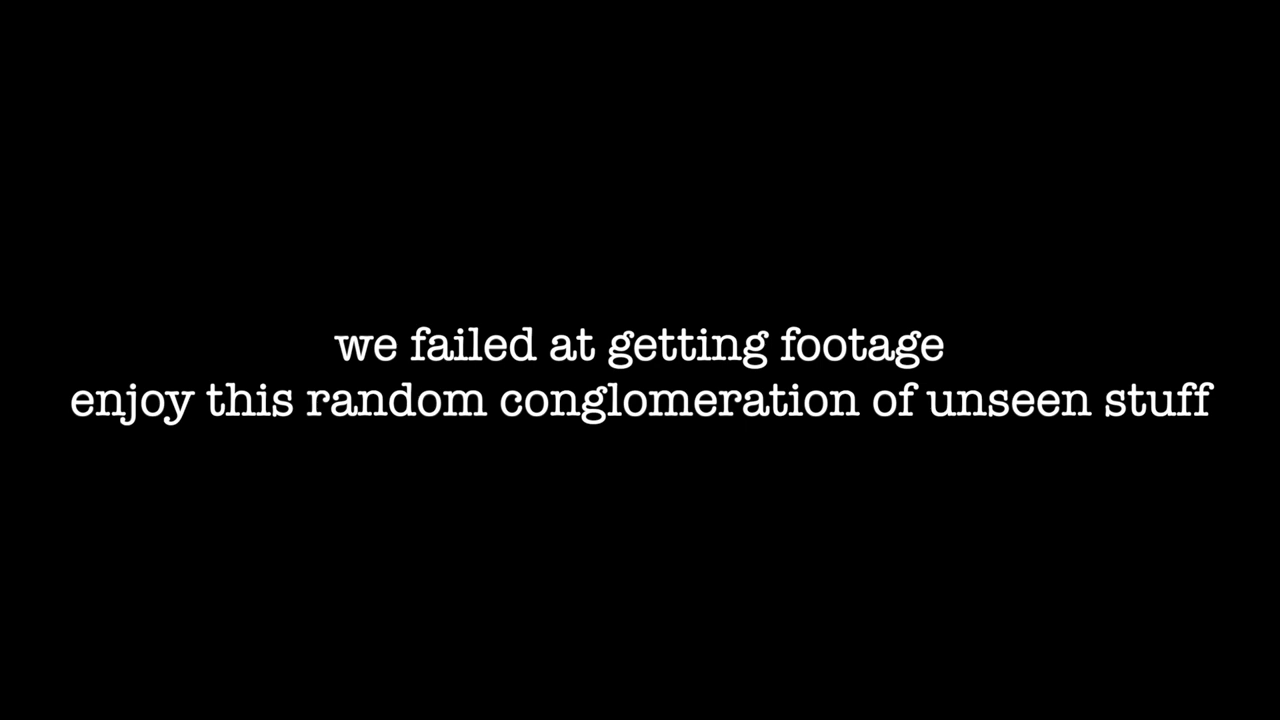 we failed at getting footage
enjoy this random conglomeration of unseen stuff